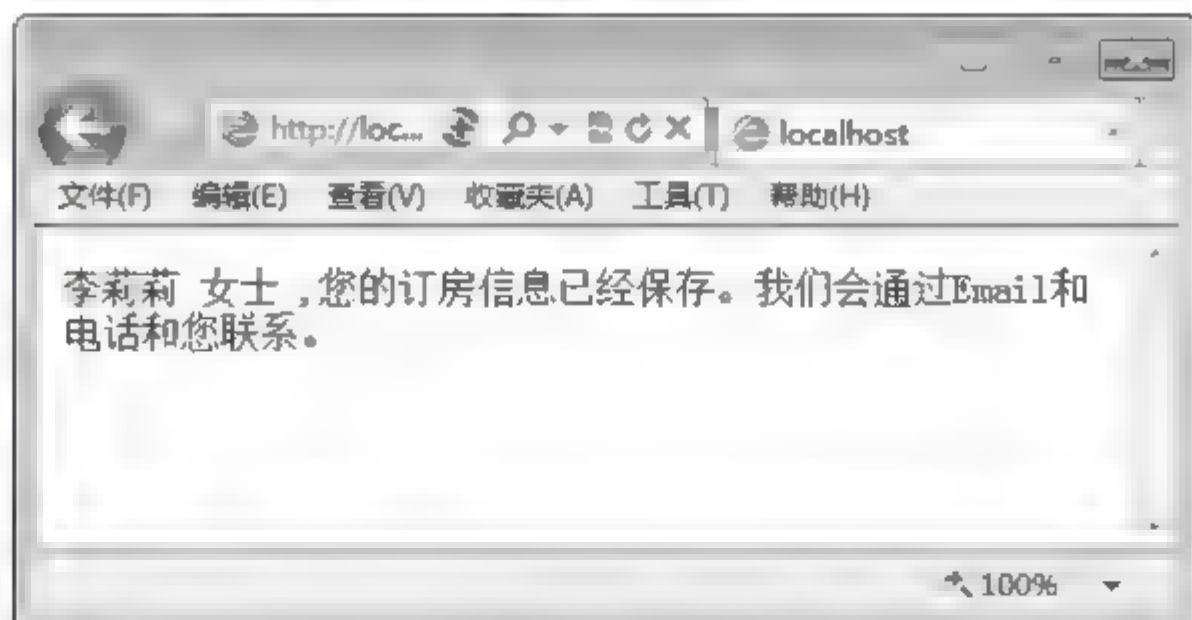 http://loc... localhost
文件(F) 编辑(E) 查看(V) 收藏夹(A) 工具(T) 帮助(H)
李莉莉 女士 ,您的订房信息已经保存。我们会通过Email和
电话和您联系。
100%